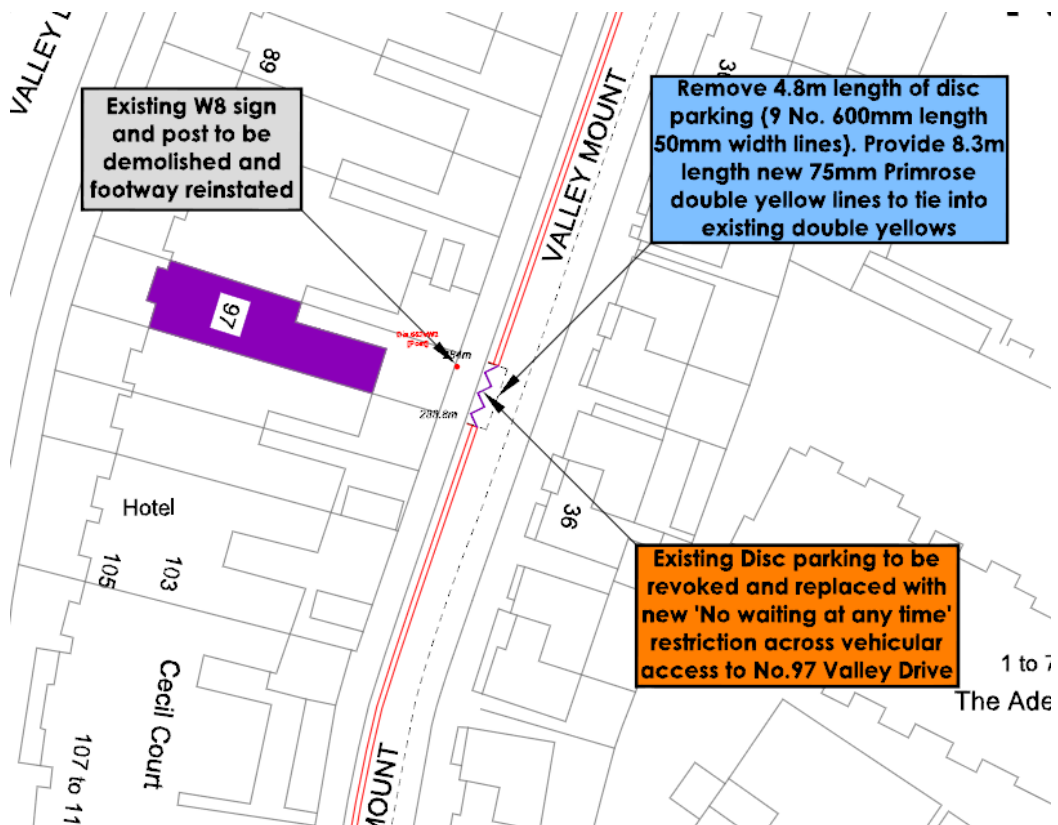 VALLEY D
89
36
Existing W8 sign
and post to be
demolished and
footway reinstated
VALLEY MOUNT
Remove 4.8m length of disc
parking (9 No. 600mm length
50mm width lines). Provide 8.3m
length new 75mm Primrose
double yellow lines to tie into
existing double yellows
97
[Post]
288.8m
36
Hotel
105
103
Existing Disc parking to be
revoked and replaced with
new 'No waiting at any time'
restriction across vehicular
access to No.97 Valley Drive
Cecil Court
1 to 7
The Ade
107 to 11
MOUNT